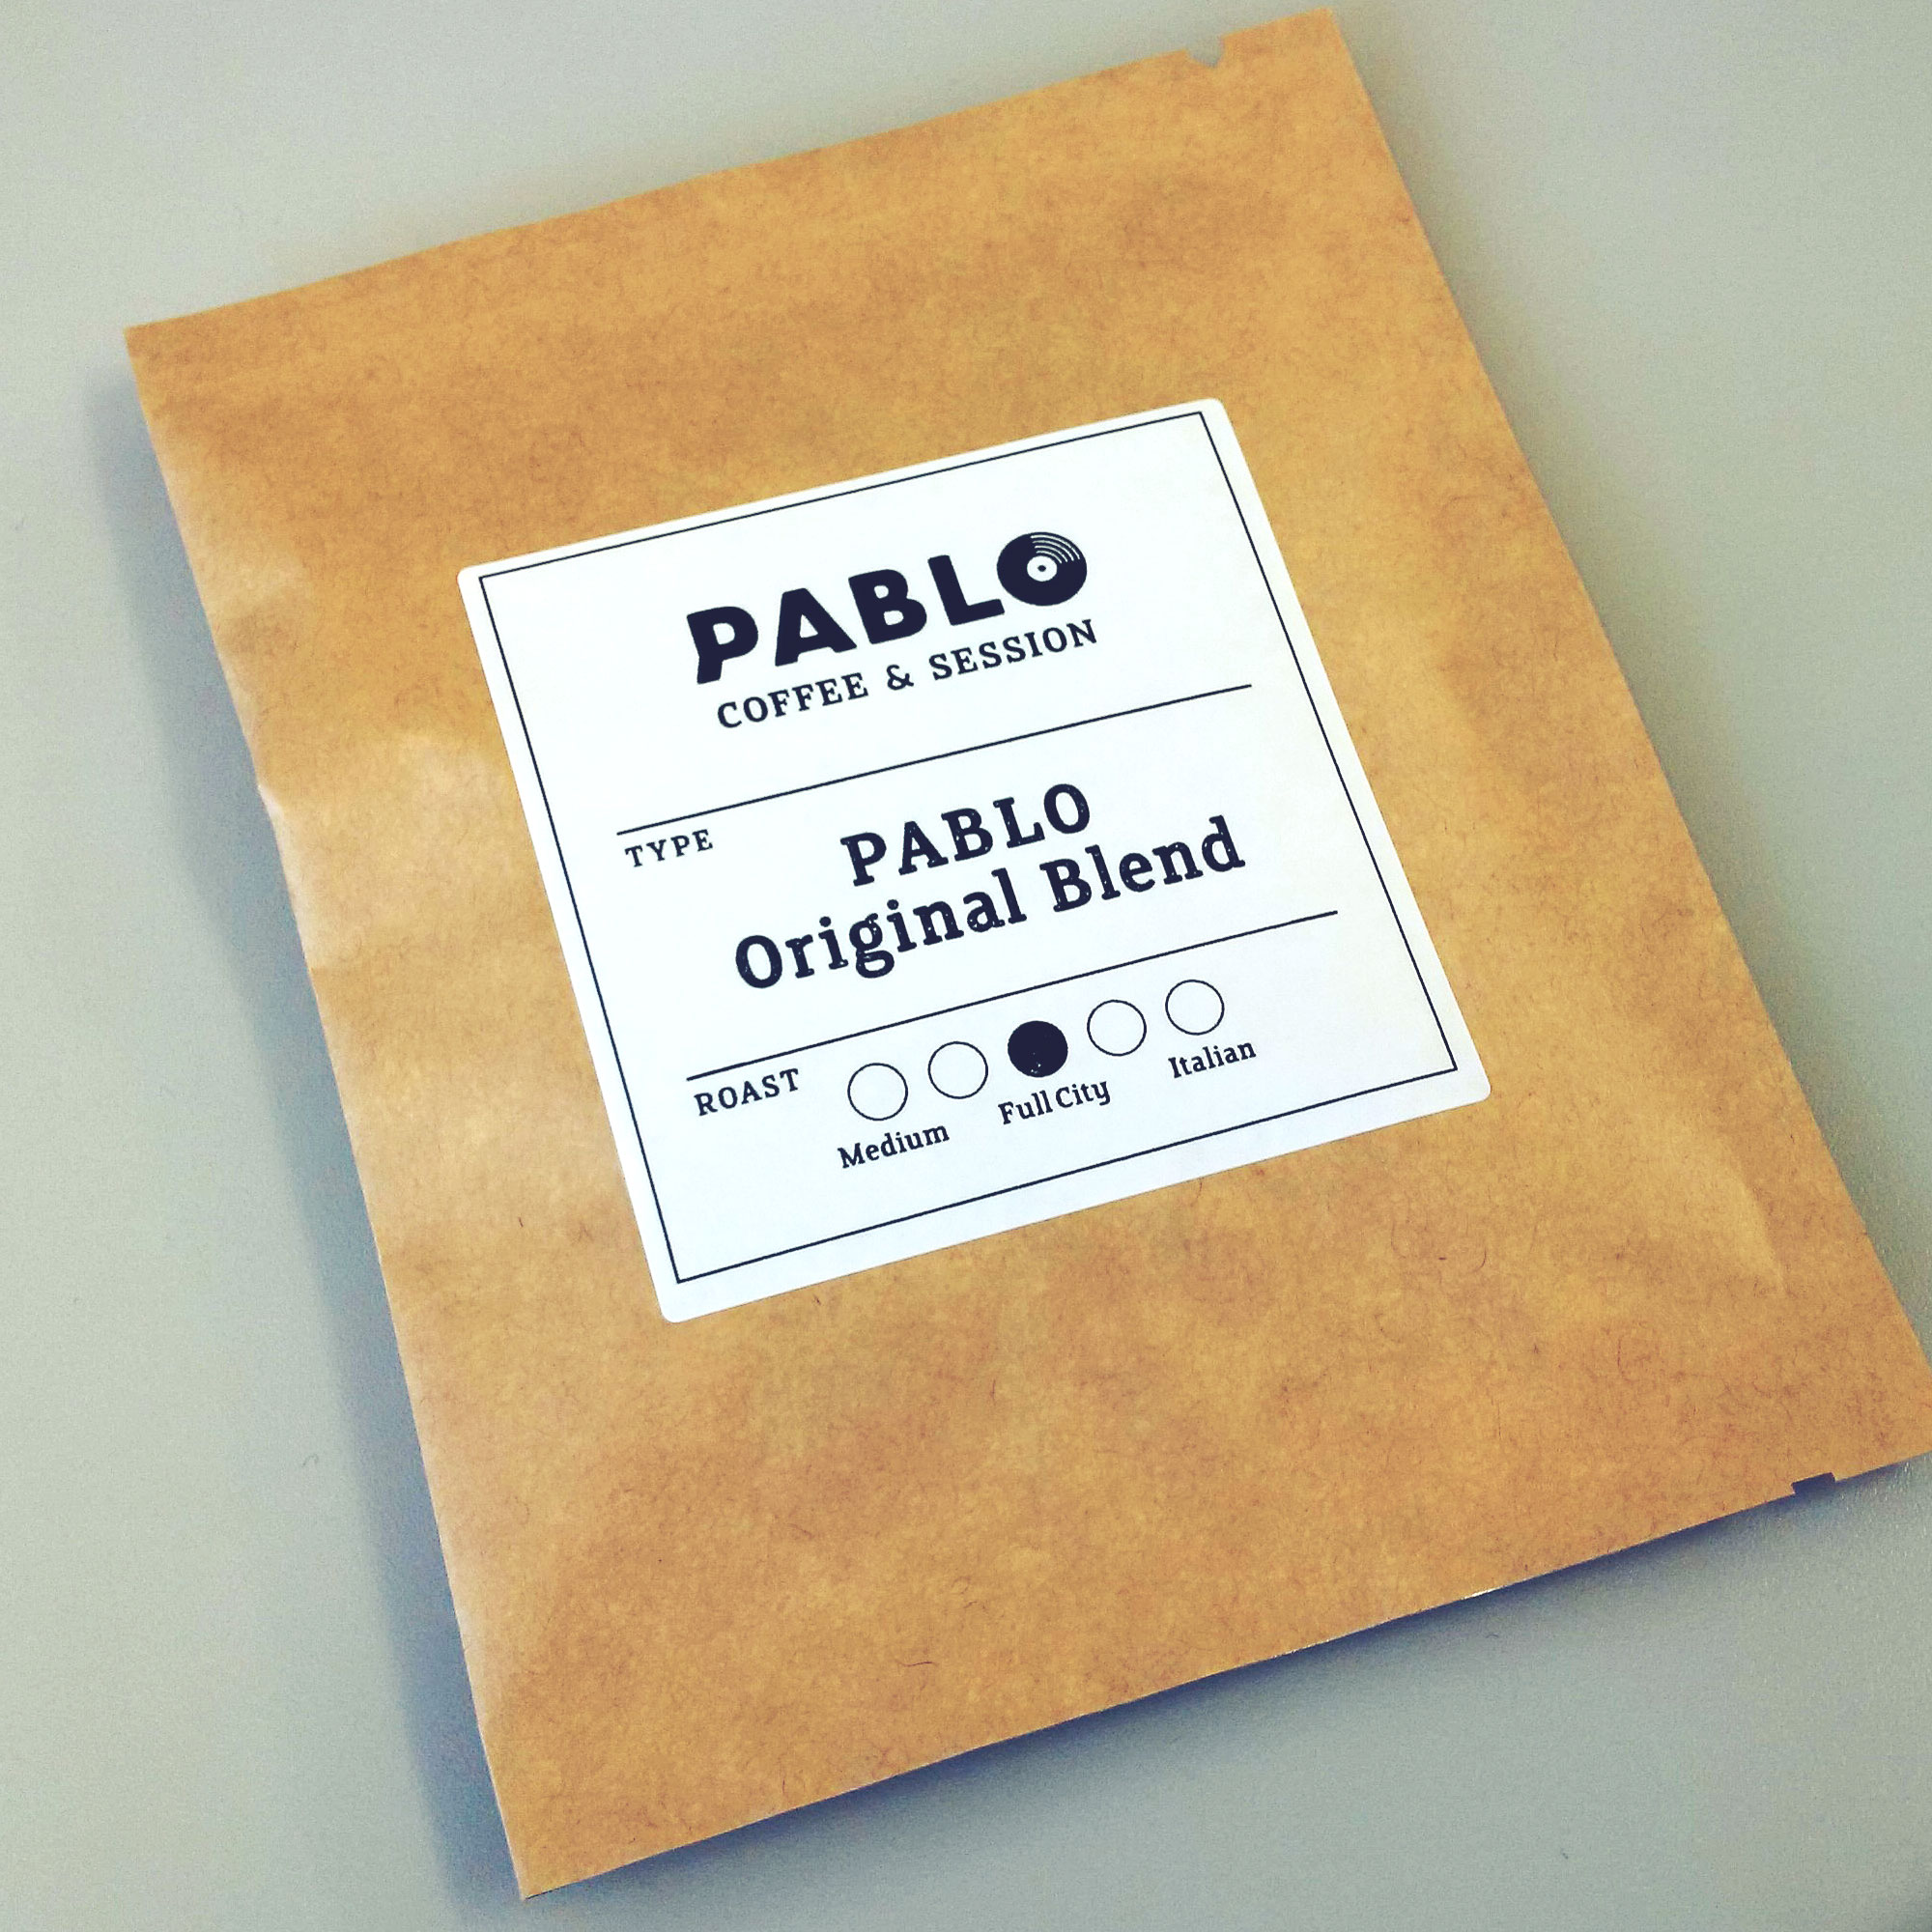 PABLO
COFFEE & SESSION
TYPE
PABLO
Original Blend
ROAST
Medium
Full City
Italian